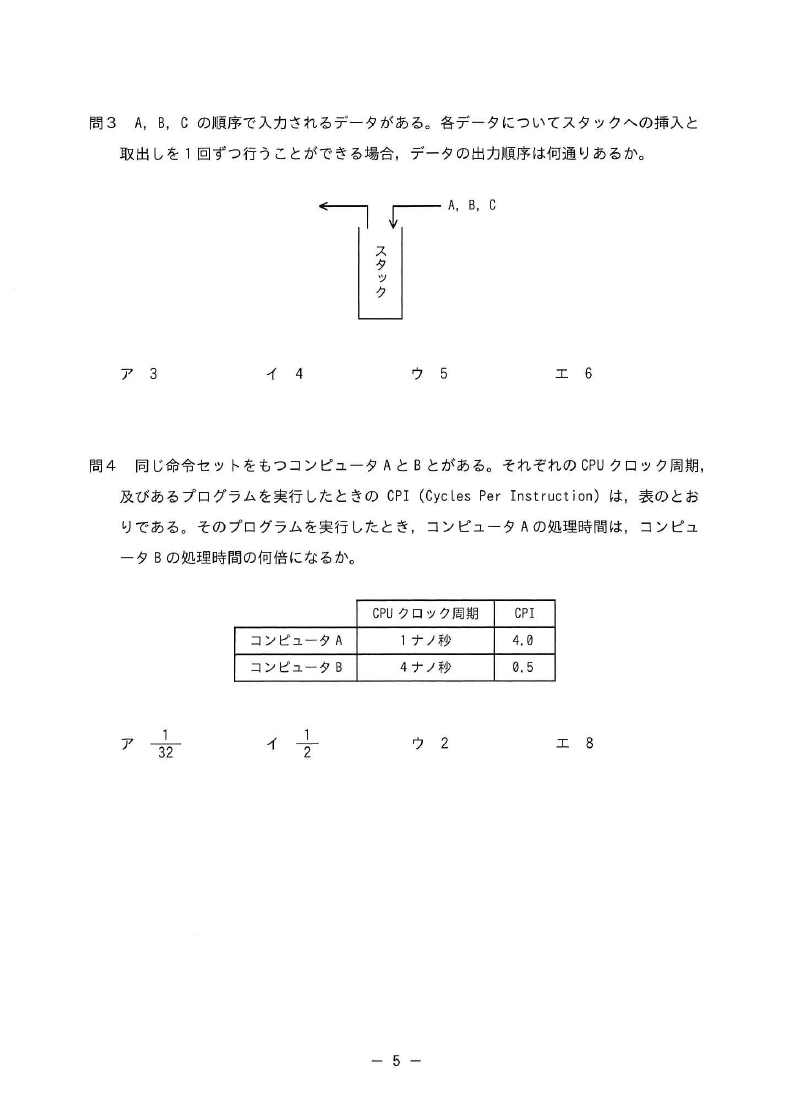 問3 A, B, C の順序で入力されるデータがある。各データについてスタックへの挿入と
取出しを1回ずつ行うことができる場合，データの出力順序は何通りあるか。
A, B, C
スタック
ア 3 イ 4 ウ 5 エ 6
問4 同じ命令セットをもつコンピュータAとBとがある。それぞれのCPUクロック周期，
及びあるプログラムを実行したときの CPI (Cycles Per Instruction) は，表のとお
りである。そのプログラムを実行したとき，コンピュータAの処理時間は，コンピュ
ータBの処理時間の何倍になるか。
CPUクロック周期 CPI
コンピュータA 1ナノ秒 4.0
コンピュータB 4ナノ秒 0.5
ア 1/32 イ 1/2 ウ 2 エ 8
― 5 ―